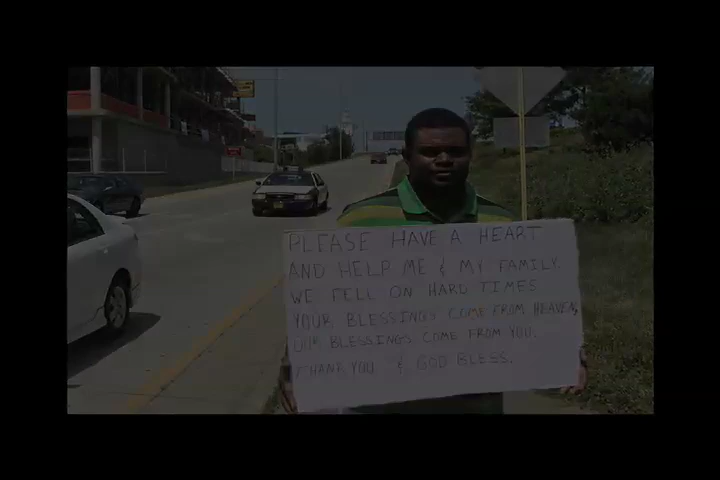 PLEASE HAVE A HEART
AND HELP ME & MY FAMILY.
WE FELL ON HARD TIMES
YOUR BLESSINGS COME FROM HEAVEN,
OUR BLESSINGS COME FROM YOU.
THANK YOU & GOD BLESS.